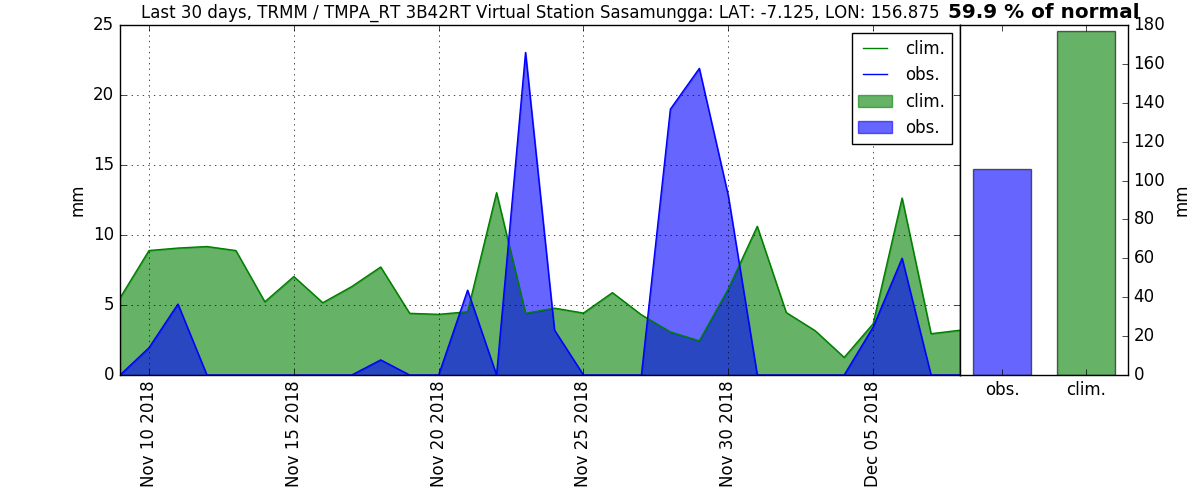 Last 30 days, TRMM / TMPA_RT 3B42RT Virtual Station Sasamungga: LAT: -7.125, LON: 156.875 59.9 % of normal
25
20
15
10
5
0
mm
clim.
obs.
clim.
obs.
Nov 10 2018
Nov 15 2018
Nov 20 2018
Nov 25 2018
Nov 30 2018
Dec 05 2018
180
160
140
120
100
80
60
40
20
0
mm
obs.
clim.